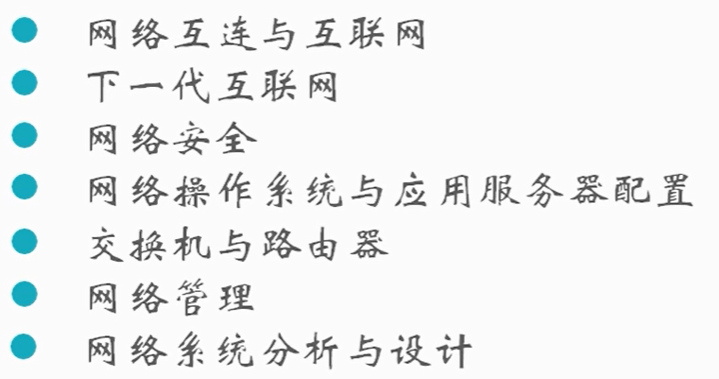 网络互连与互联网
下一代互联网
网络安全
网络操作系统与应用服务器配置
交换机与路由器
网络管理
网络系统分析与设计